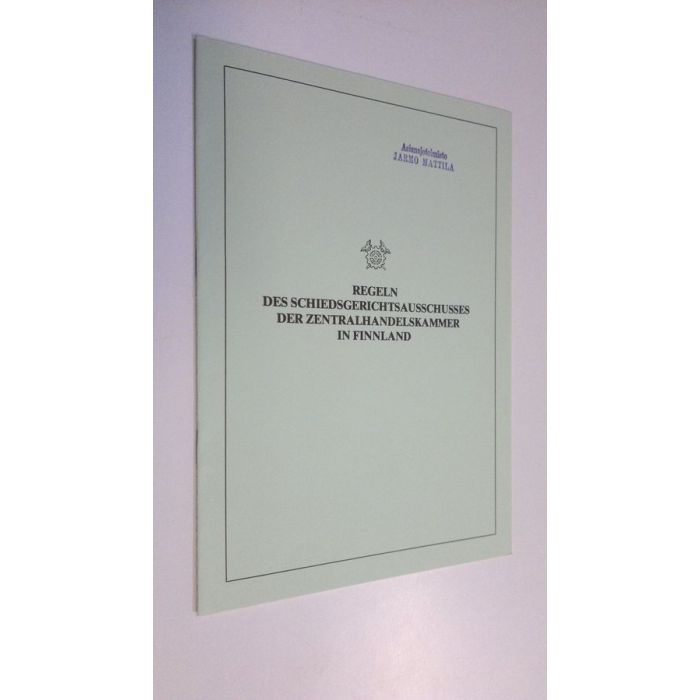 Asianajotoimisto
JARMO MATTILA
REGELN
DES SCHIEDSGERICHTSAUSSCHUSSES
DER ZENTRALHANDELSKAMMER
IN FINNLAND